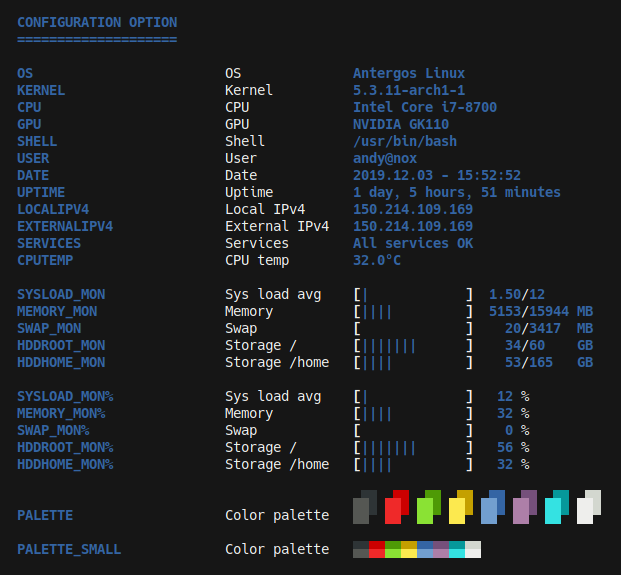 CONFIGURATION OPTION
====================
OS OS Antergos Linux
KERNEL Kernel 5.3.11-arch1-1
CPU CPU Intel Core i7-8700
GPU GPU NVIDIA GK110
SHELL Shell /usr/bin/bash
USER User andy@nox
DATE Date 2019.12.03 - 15:52:52
UPTIME Uptime 1 day, 5 hours, 51 minutes
LOCALIPV4 Local IPv4 150.214.109.169
EXTERNALIPV4 External IPv4 150.214.109.169
SERVICES Services All services OK
CPUTEMP CPU temp 32.0°C
SYSLOAD_MON Sys load avg [| ] 1.50/12
MEMORY_MON Memory [|||| ] 5153/15944 MB
SWAP_MON Swap [ ] 20/3417 MB
HDDROOT_MON Storage / [||||||| ] 34/60 GB
HDDHOME_MON Storage /home [|||| ] 53/165 GB
SYSLOAD_MON% Sys load avg [| ] 12 %
MEMORY_MON% Memory [|||| ] 32 %
SWAP_MON% Swap [ ] 0 %
HDDROOT_MON% Storage / [||||||| ] 56 %
HDDHOME_MON% Storage /home [|||| ] 32 %
PALETTE Color palette
PALETTE_SMALL Color palette